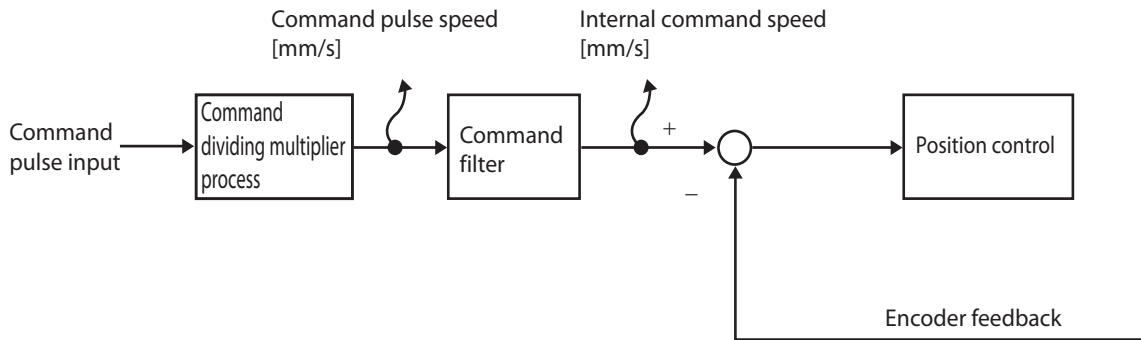 Command pulse speed
[mm/s]
Internal command speed
[mm/s]
Command
pulse input
Command
dividing multiplier
process
Command
filter
+
−
Position control
Encoder feedback